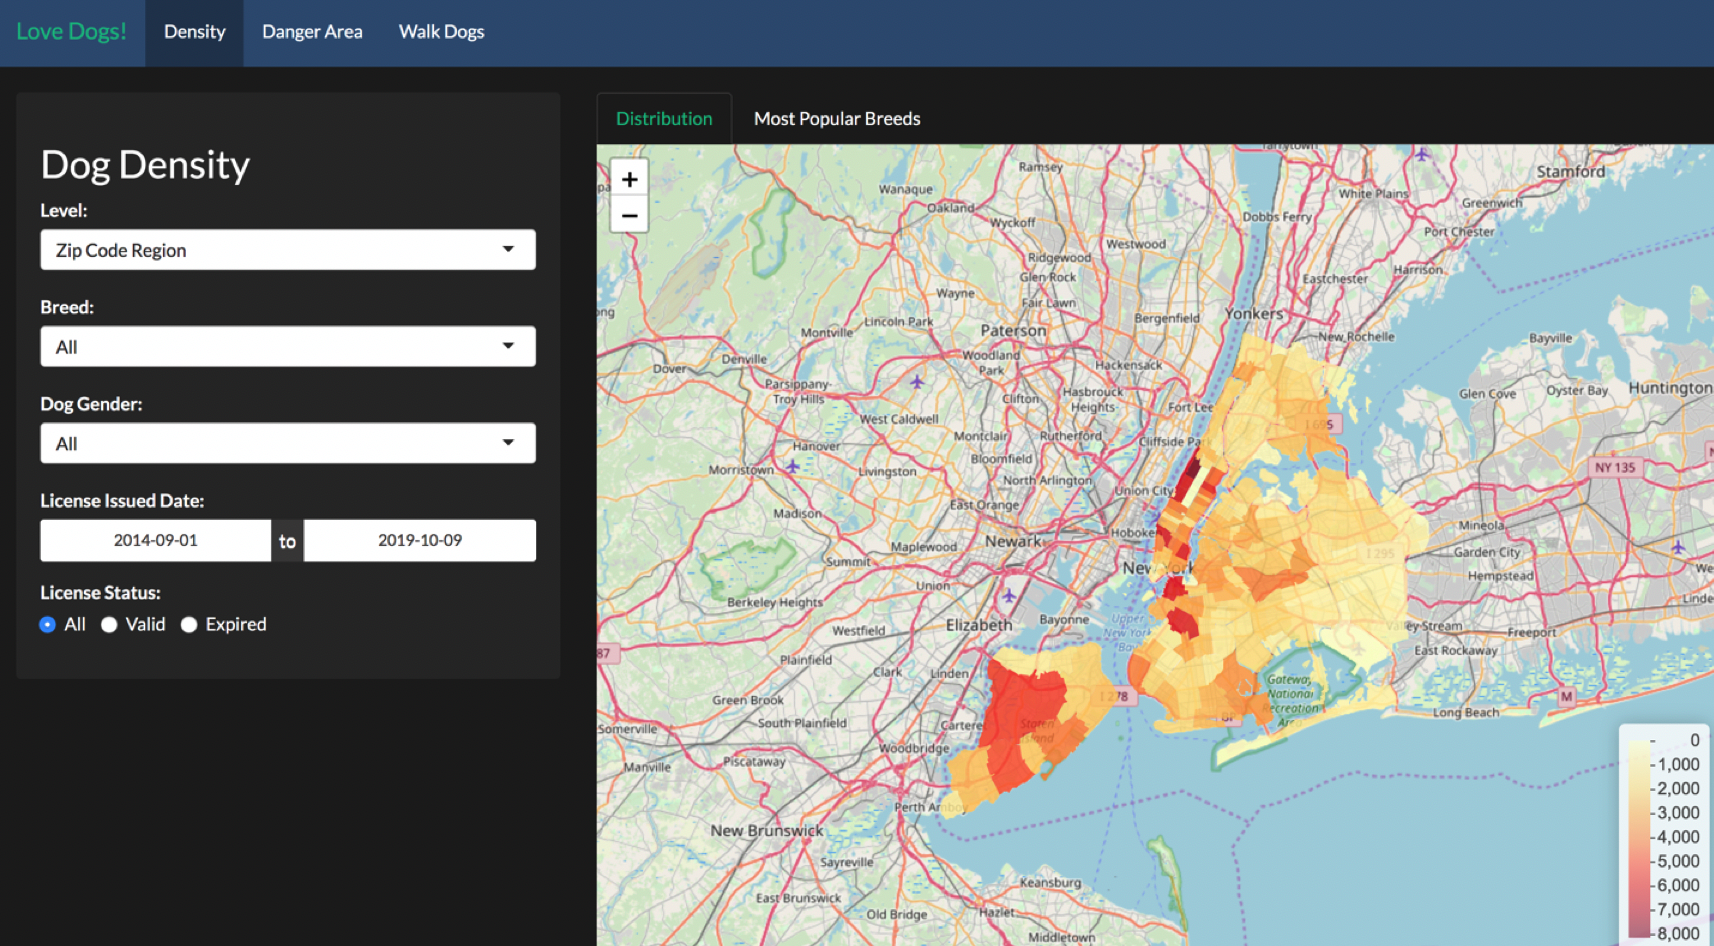 Love Dogs!
Density
Danger Area
Walk Dogs
Dog Density
Level:
Zip Code Region
Breed:
All
Dog Gender:
All
License Issued Date:
2014-09-01 to 2019-10-09
License Status:
All Valid Expired
Distribution
Most Popular Breeds
+
−
Ramsey
Stamford
Wanaque
White Plains
Greenwich
Oakland
Wyckoff
Dobbs Ferry
Port Chester
Westwood
Ridgewood
Glen Rock
Harrison
Eastchester
Wayne
Fair Lawn
Bergenfield
Yonkers
Lincoln Park
Montville
Paterson
New Rochelle
Bayville
Denville
Woodland
Park
Hackensack
Dover
Parsippany-
Troy Hills
Clifton
Hasbrouck
Heights
Fort Lee
Glen Cove
Oyster Bay
Huntington
West Caldwell
I 695
Montclair
Rutherford
Cliffside Pa
Hanover
Bloomfield
Morristown
Livingston
North Arlington
Union City
NY 135
East Orange
Madison
Mineola
Hoboke
Newark
Maplewood
I 295
Garden City
Summit
New York
Hempstead
Union
Berkeley Heights
Elizabeth
Bayonne
Upper
New York
Bay
Valley Stream
Freeport
Westfield
East Rockaway
87
Plainfield
Clark
Linden
Gateway
National
Recreation
Green Brook
I 278
M
Long Beach
South Plainfield
Cartere
Staten
Island
Somerville
Woodbridge
Manville
Piscataway
Perth Amboy
New Brunswick
Sayreville
Keansburg
East Brunswick
Old Bridge
Hazlet
Middletown
0
1,000
2,000
3,000
4,000
5,000
6,000
7,000
8,000